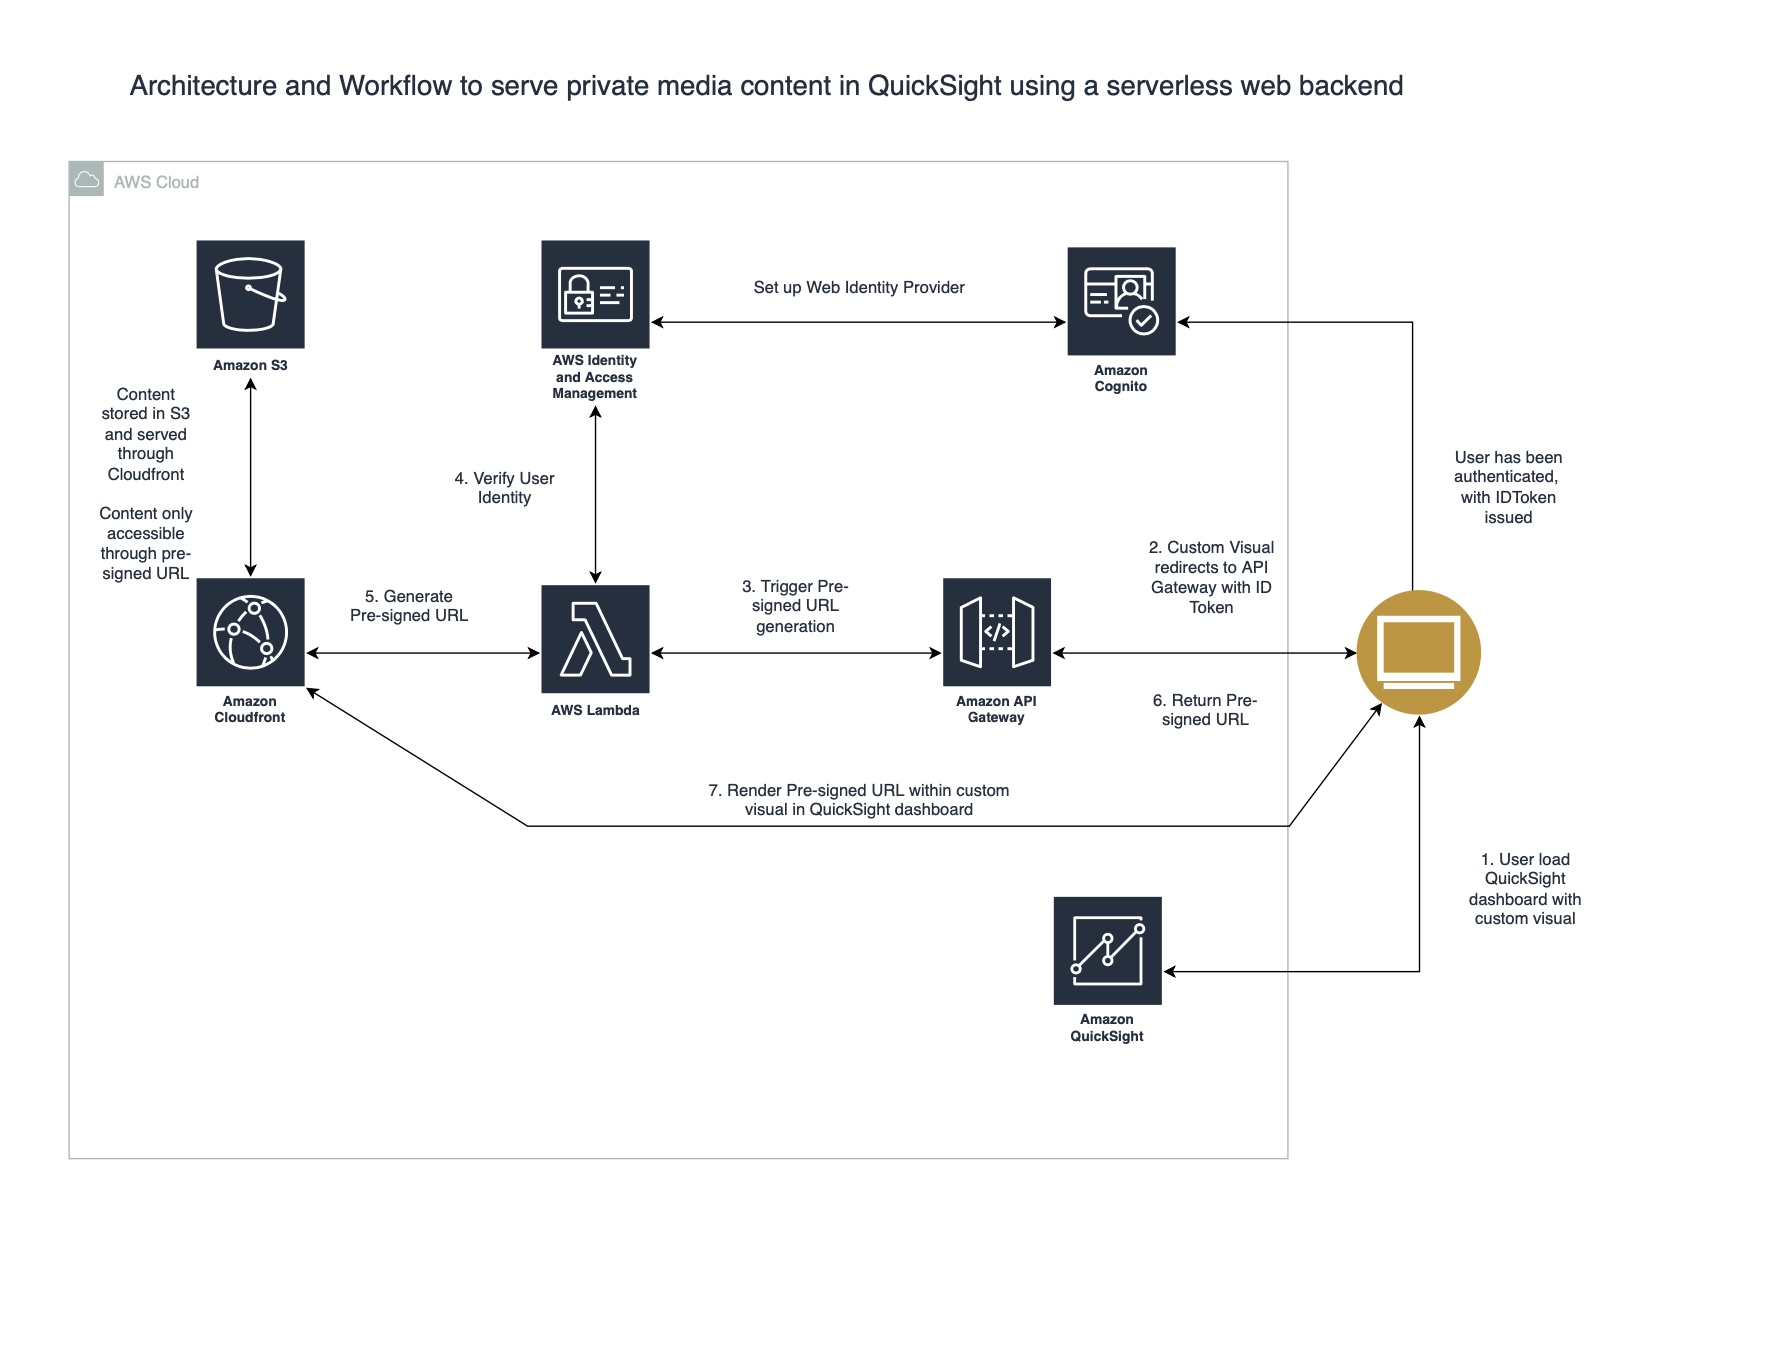 Architecture and Workflow to serve private media content in QuickSight using a serverless web backend
AWS Cloud
Amazon S3
AWS Identity
and Access
Management
Set up Web Identity Provider
Amazon
Cognito
Content
stored in S3
and served
through
Cloudfront
Content only
accessible
through pre-
signed URL
4. Verify User
Identity
User has been
authenticated,
with IDToken
issued
2. Custom Visual
redirects to API
Gateway with ID
Token
3. Trigger Pre-
signed URL
generation
5. Generate
Pre-signed URL
Amazon
Cloudfront
AWS Lambda
Amazon API
Gateway
6. Return Pre-
signed URL
7. Render Pre-signed URL within custom
visual in QuickSight dashboard
1. User load
QuickSight
dashboard with
custom visual
Amazon
QuickSight